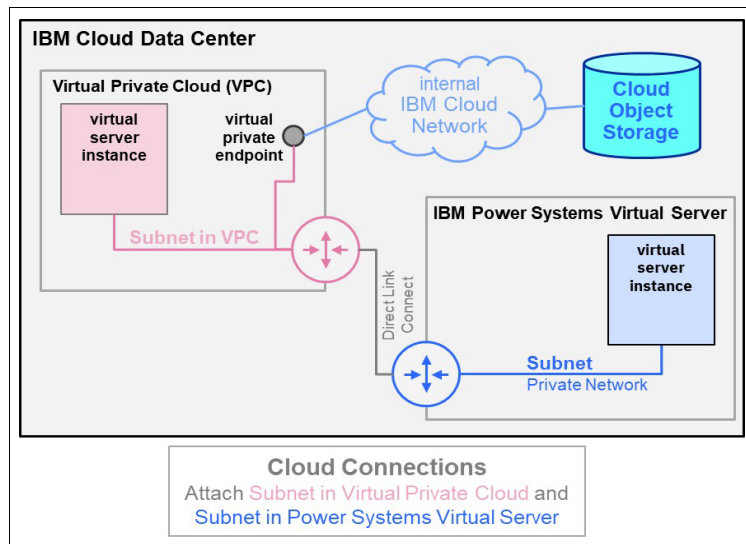 IBM Cloud Data Center
Virtual Private Cloud (VPC)
virtual
server
instance
virtual
private
endpoint
internal
IBM Cloud
Network
Cloud
Object
Storage
Subnet in VPC
IBM Power Systems Virtual Server
virtual
server
instance
Direct Link
Connect
Subnet
Private Network
Cloud Connections
Attach Subnet in Virtual Private Cloud and
Subnet in Power Systems Virtual Server